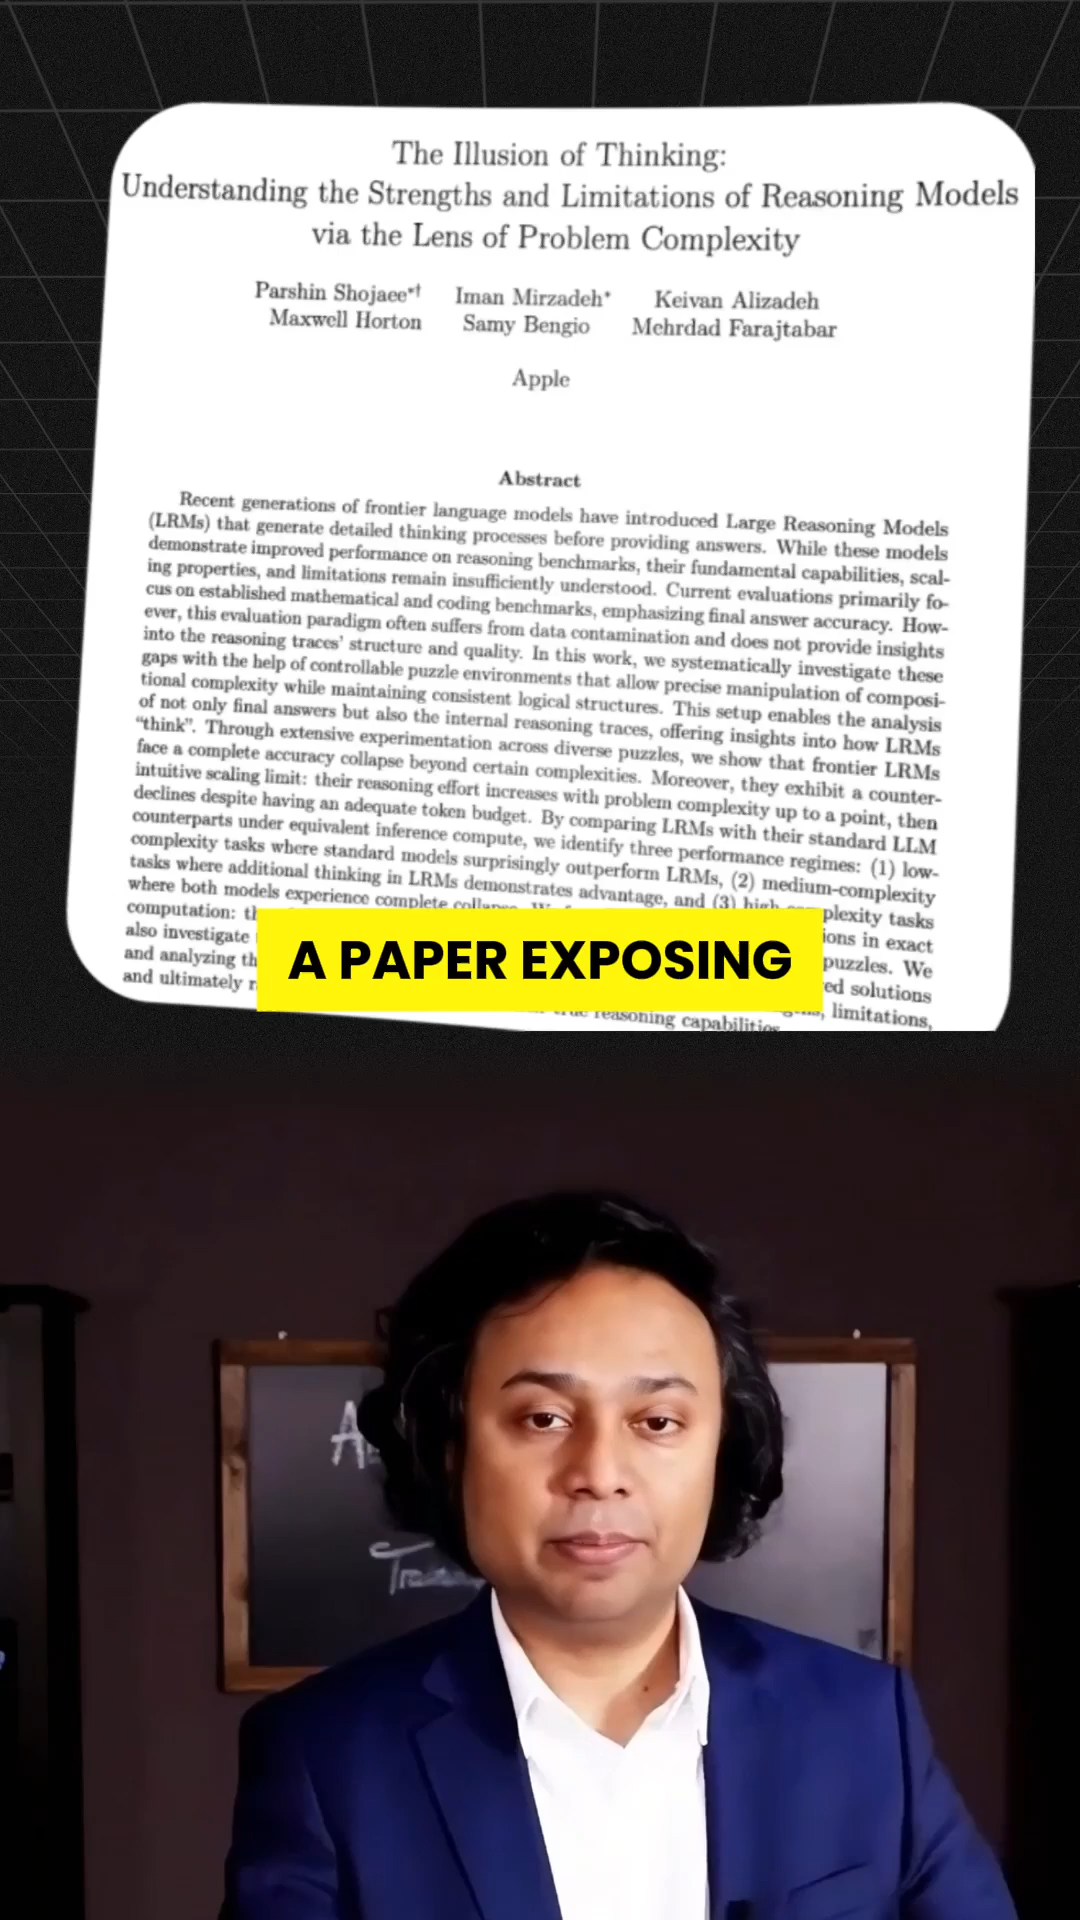 The Illusion of Thinking:
Understanding the Strengths and Limitations of Reasoning Models
via the Lens of Problem Complexity
Parshin Shojaee*† Iman Mirzadeh* Keivan Alizadeh
Maxwell Horton Samy Bengio Mehrdad Farajtabar
Apple
Abstract
Recent generations of frontier language models have introduced Large Reasoning Models
(LRMs) that generate detailed thinking processes before providing answers. While these models
demonstrate improved performance on reasoning benchmarks, their fundamental capabilities, scal-
ing properties, and limitations remain insufficiently understood. Current evaluations primarily fo-
cus on established mathematical and coding benchmarks, emphasizing final answer accuracy. How-
ever, this evaluation paradigm often suffers from data contamination and does not provide insights
into the reasoning traces' structure and quality. In this work, we systematically investigate these
gaps with the help of controllable puzzle environments that allow precise manipulation of composi-
tional complexity while maintaining consistent logical structures. This setup enables the analysis
of not only final answers but also the internal reasoning traces, offering insights into how LRMs
“think”. Through extensive experimentation across diverse puzzles, we show that frontier LRMs
face a complete accuracy collapse beyond certain complexities. Moreover, they exhibit a counter-
intuitive scaling limit: their reasoning effort increases with problem complexity up to a point, then
declines despite having an adequate token budget. By comparing LRMs with their standard LLM
counterparts under equivalent inference compute, we identify three performance regimes: (1) low-
complexity tasks where standard models surprisingly outperform LRMs, (2) medium-complexity
tasks where additional thinking in LRMs demonstrates advantage, and (3) high-complexity tasks
where both models experience complete collapse.
computation: ions in exact
also investigate puzzles. We
and analyzing ed solutions
and ultimately limitations,
reasoning capabilities
A PAPER EXPOSING